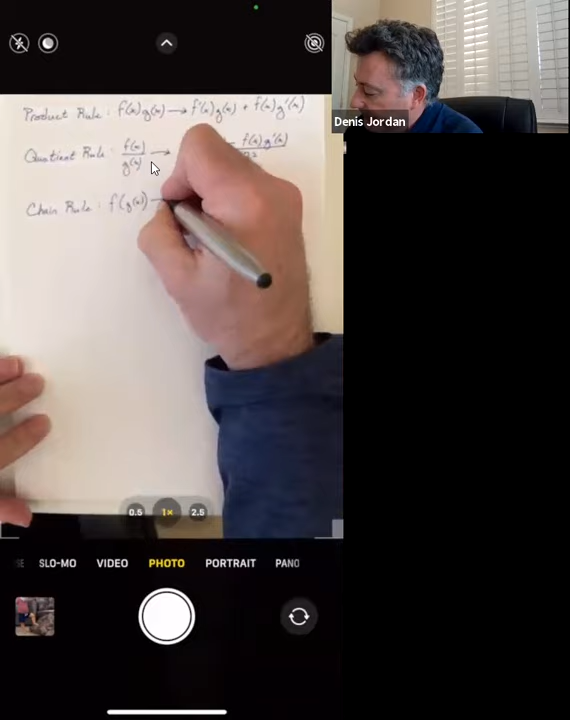 Denis Jordan
Product Rule : f(x)g(x) → f'(x)g(x) + f(x)g'(x)
Quotient Rule : f(x)/g(x) → - f(x)g'(x)
Chain Rule : f(g(x)) →
0.5 1× 2.5
SLO-MO VIDEO PHOTO PORTRAIT PANO